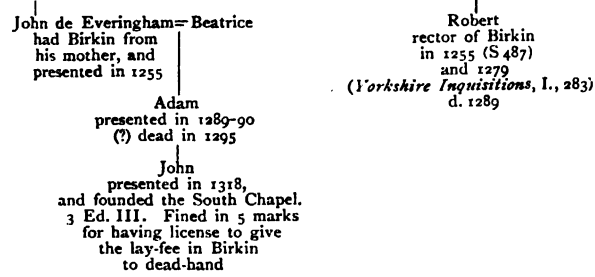 John de Everingham = Beatrice
had Birkin from
his mother, and
presented in 1255
Robert
rector of Birkin
in 1255 (S 487)
and 1279
(Yorkshire Inquisitions, I., 283)
d. 1289
Adam
presented in 1289-90
(?) dead in 1295
John
presented in 1318,
and founded the South Chapel.
3 Ed. III. Fined in 5 marks
for having license to give
the lay-fee in Birkin
to dead-hand